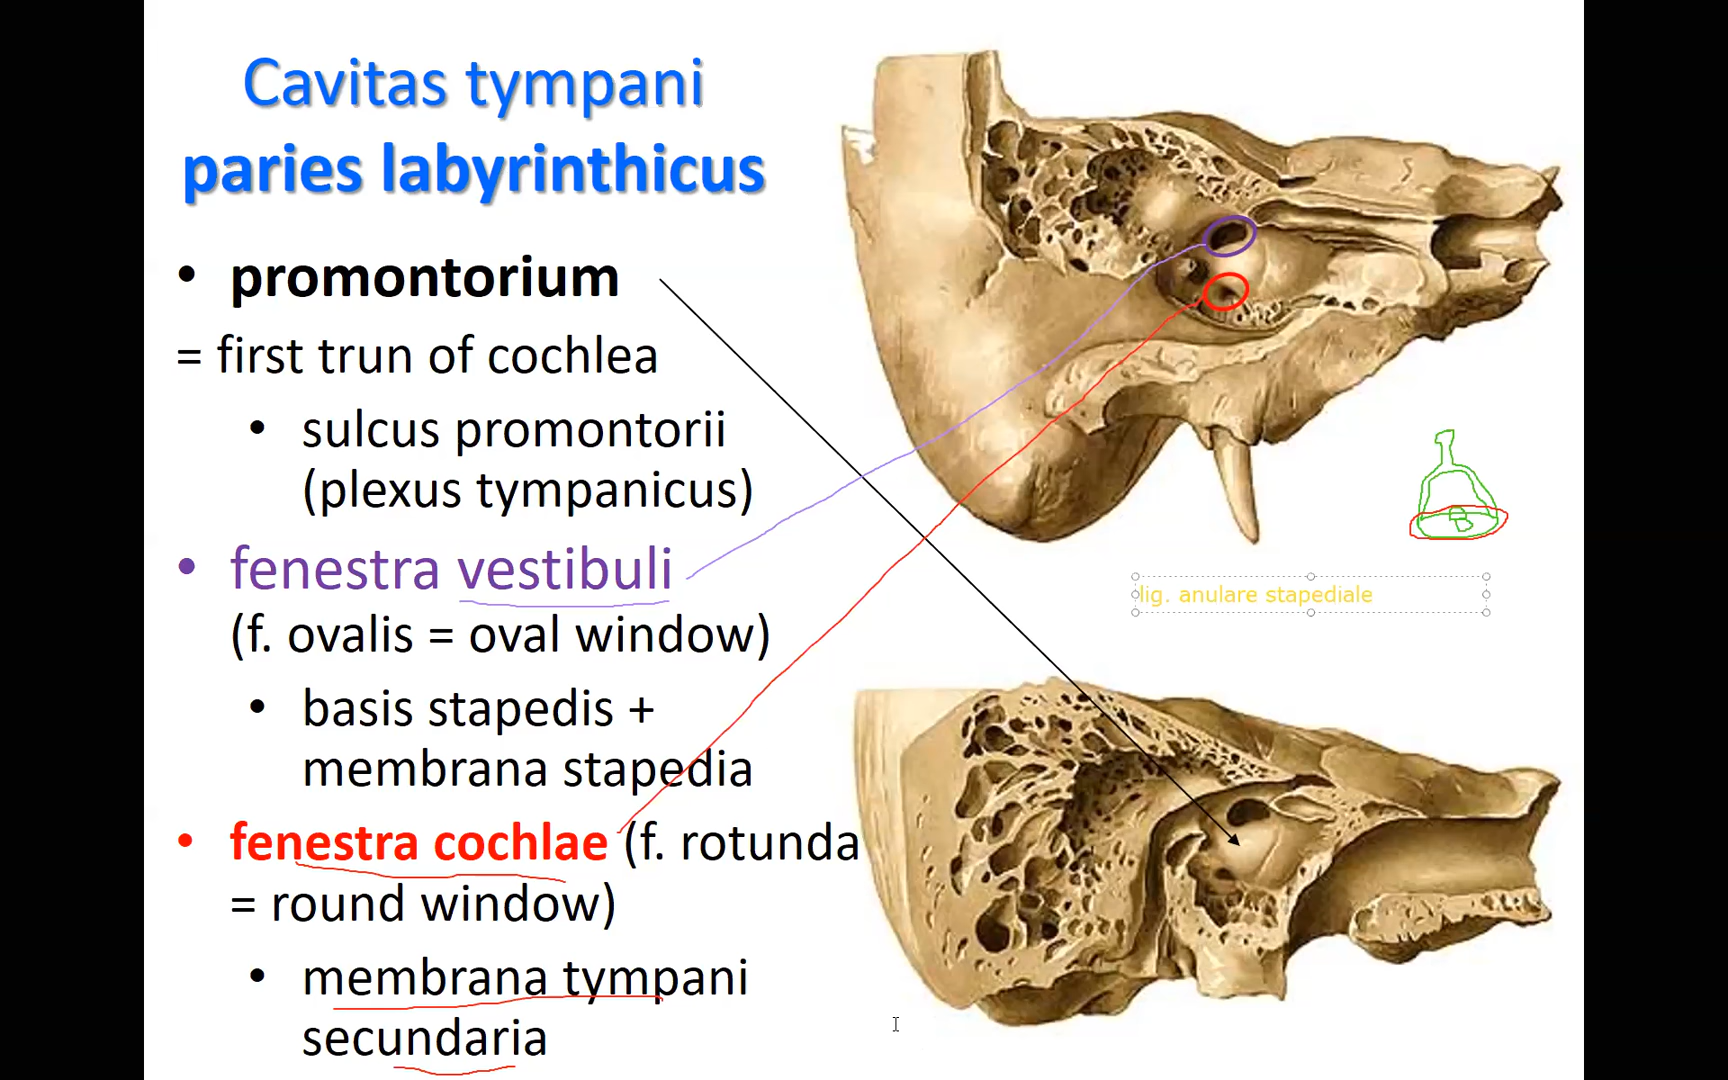 Cavitas tympani
paries labyrinthicus
• promontorium
= first trun of cochlea
• sulcus promontorii
(plexus tympanicus)
• fenestra vestibuli
(f. ovalis = oval window)
• basis stapedis +
membrana stapedia
• fenestra cochlae (f. rotunda
= round window)
• membrana tympani
secundaria
B
lig. anulare stapediale